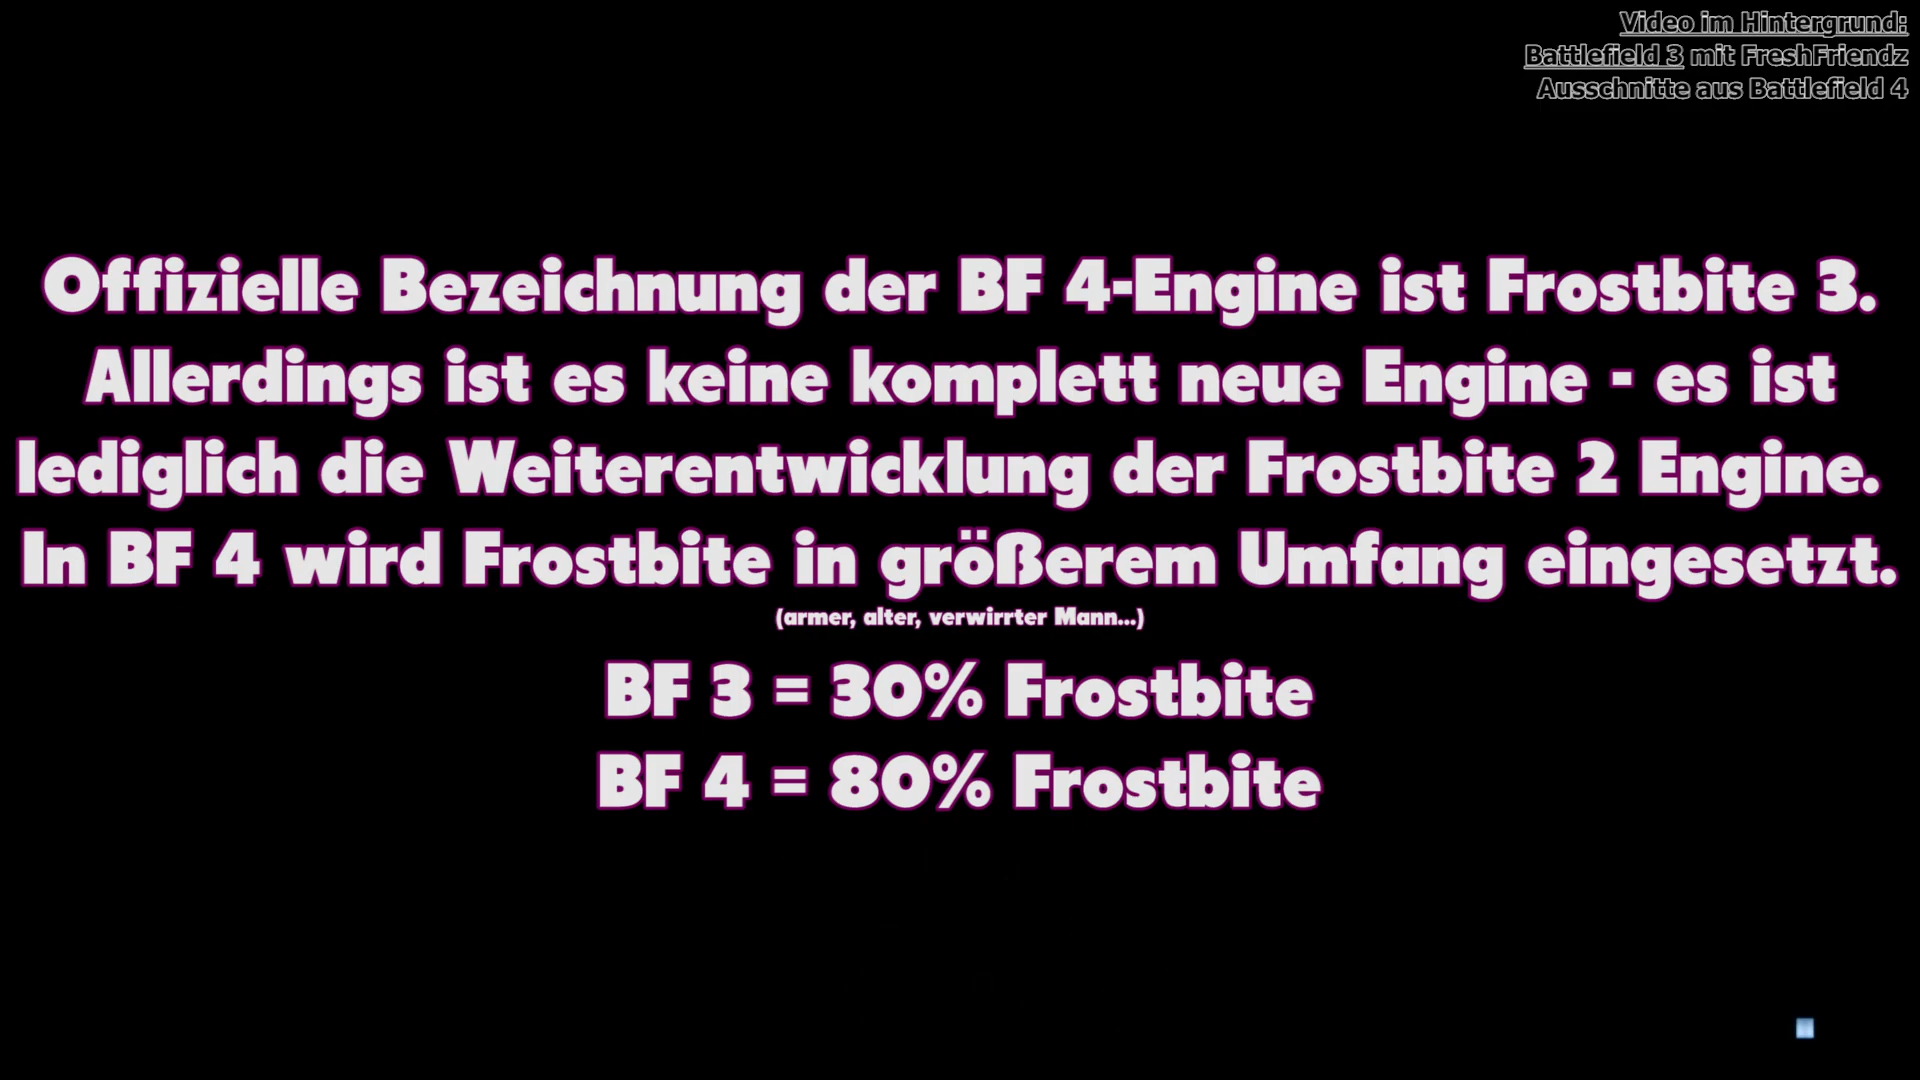 Video im Hintergrund:
Battlefield 3 mit FreshFriendz
Ausschnitte aus Battlefield 4
Offizielle Bezeichnung der BF 4-Engine ist Frostbite 3.
Allerdings ist es keine komplett neue Engine - es ist
lediglich die Weiterentwicklung der Frostbite 2 Engine.
In BF 4 wird Frostbite in größerem Umfang eingesetzt.
(armer, alter, verwirrter Mann...)
BF 3 = 30% Frostbite
BF 4 = 80% Frostbite